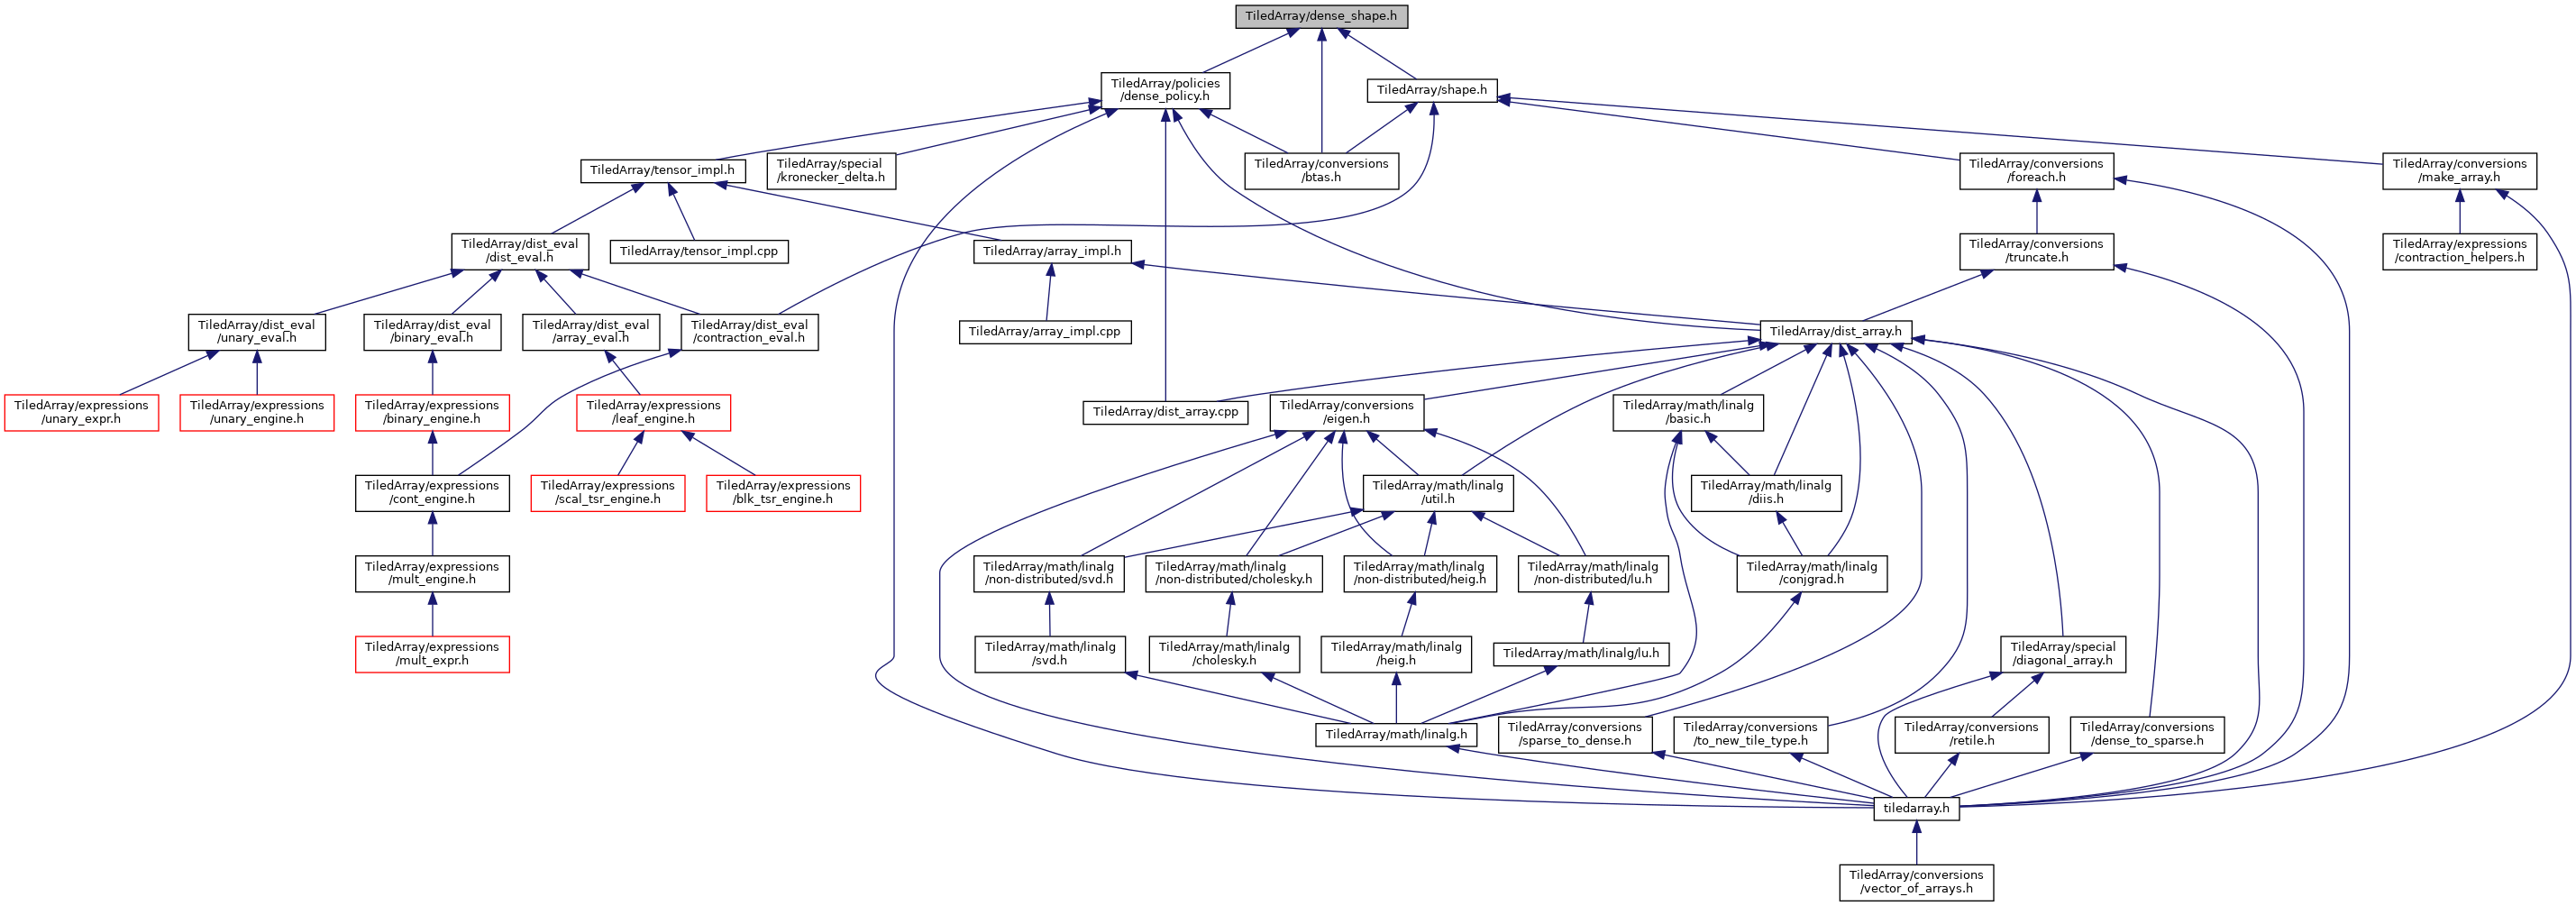 TiledArray/dense_shape.h
TiledArray/policies
/dense_policy.h
TiledArray/shape.h
TiledArray/tensor_impl.h
TiledArray/special
/kronecker_delta.h
TiledArray/conversions
/btas.h
TiledArray/conversions
/foreach.h
TiledArray/conversions
/make_array.h
TiledArray/dist_eval
/dist_eval.h
TiledArray/tensor_impl.cpp
TiledArray/array_impl.h
TiledArray/conversions
/truncate.h
TiledArray/expressions
/contraction_helpers.h
TiledArray/dist_eval
/unary_eval.h
TiledArray/dist_eval
/binary_eval.h
TiledArray/dist_eval
/array_eval.h
TiledArray/dist_eval
/contraction_eval.h
TiledArray/array_impl.cpp
TiledArray/dist_array.h
TiledArray/expressions
/unary_expr.h
TiledArray/expressions
/unary_engine.h
TiledArray/expressions
/binary_engine.h
TiledArray/expressions
/leaf_engine.h
TiledArray/dist_array.cpp
TiledArray/conversions
/eigen.h
TiledArray/math/linalg
/basic.h
TiledArray/expressions
/cont_engine.h
TiledArray/expressions
/scal_tsr_engine.h
TiledArray/expressions
/blk_tsr_engine.h
TiledArray/math/linalg
/util.h
TiledArray/math/linalg
/diis.h
TiledArray/expressions
/mult_engine.h
TiledArray/math/linalg
/non-distributed/svd.h
TiledArray/math/linalg
/non-distributed/cholesky.h
TiledArray/math/linalg
/non-distributed/heig.h
TiledArray/math/linalg
/non-distributed/lu.h
TiledArray/math/linalg
/conjgrad.h
TiledArray/expressions
/mult_expr.h
TiledArray/math/linalg
/svd.h
TiledArray/math/linalg
/cholesky.h
TiledArray/math/linalg
/heig.h
TiledArray/math/linalg/lu.h
TiledArray/special
/diagonal_array.h
TiledArray/math/linalg.h
TiledArray/conversions
/sparse_to_dense.h
TiledArray/conversions
/to_new_tile_type.h
TiledArray/conversions
/retile.h
TiledArray/conversions
/dense_to_sparse.h
tiledarray.h
TiledArray/conversions
/vector_of_arrays.h